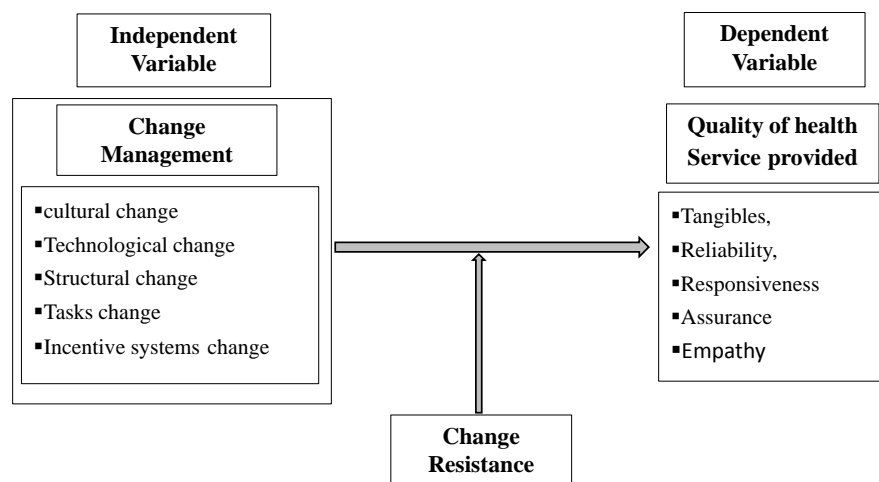 Independent
Variable
Dependent
Variable
Change
Management
▪cultural change
▪Technological change
▪Structural change
▪Tasks change
▪Incentive systems change
Quality of health
Service provided
▪Tangibles,
▪Reliability,
▪Responsiveness
▪Assurance
▪Empathy
Change
Resistance